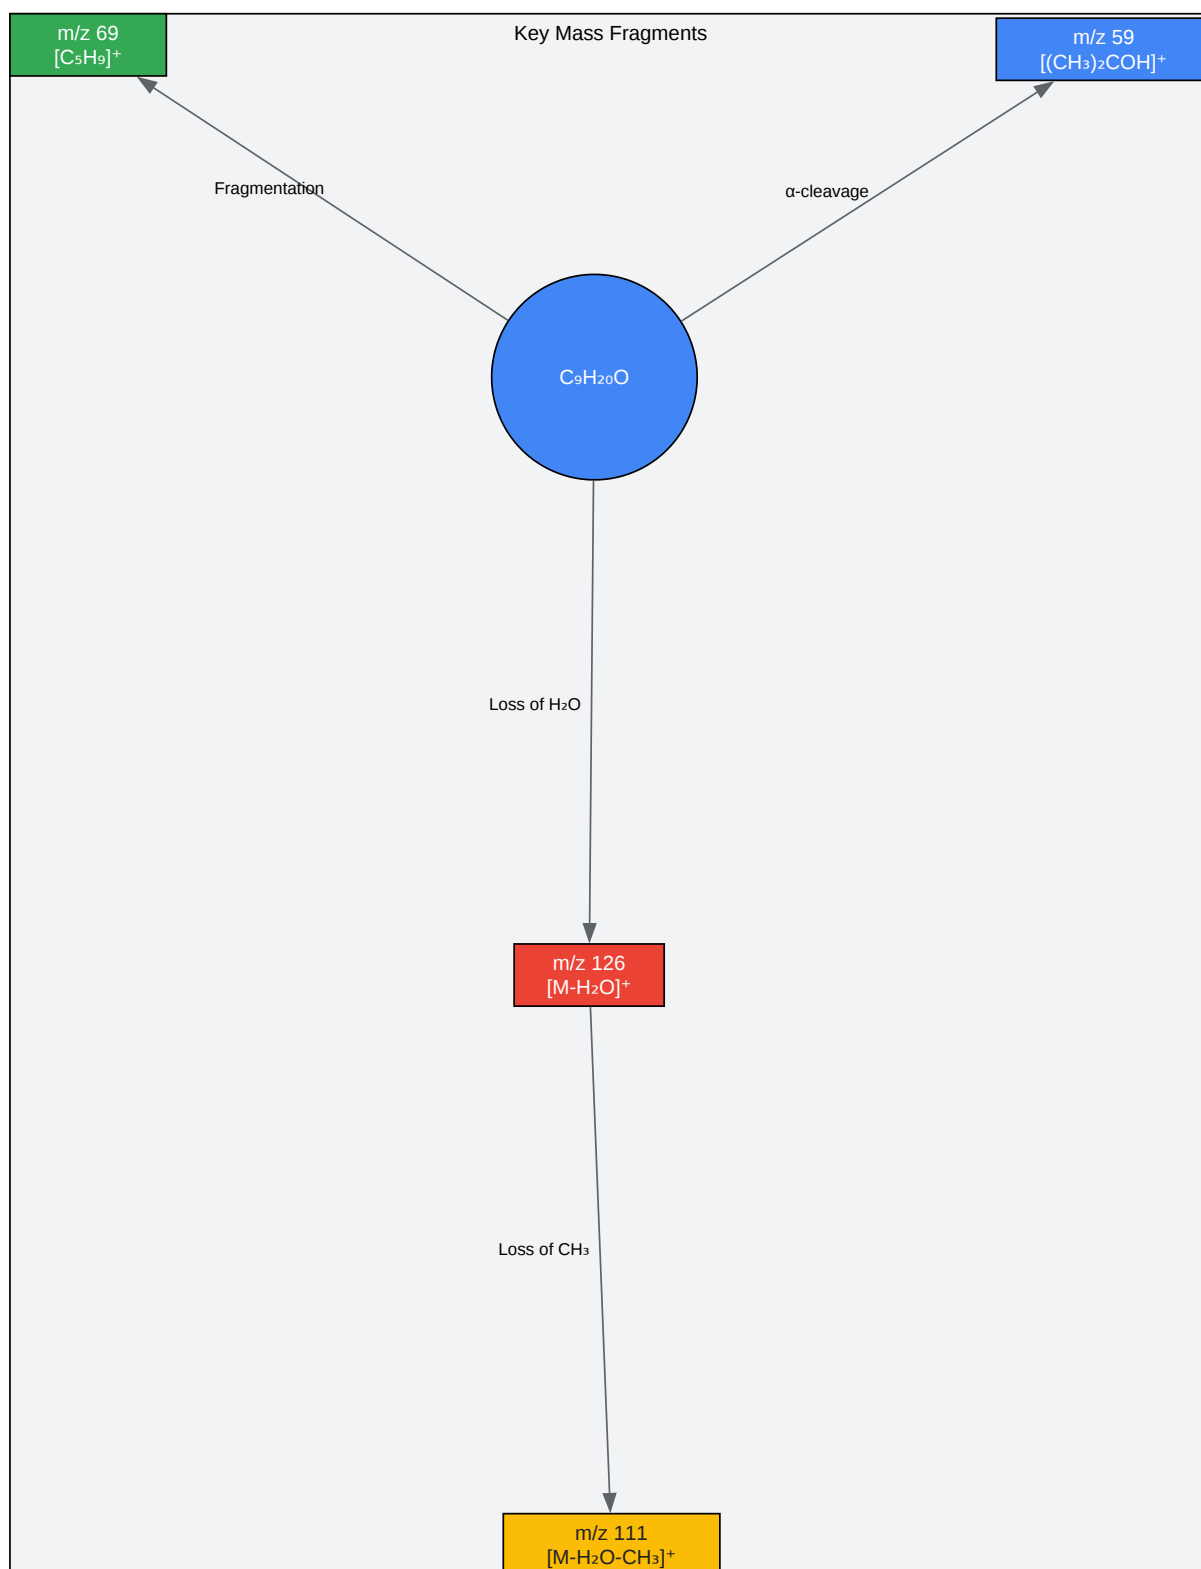 m/z 69
[C₅H₉]⁺
Key Mass Fragments
m/z 59
[(CH₃)₂COH]⁺
Fragmentation
α-cleavage
C₉H₂₀O
Loss of H₂O
m/z 126
[M-H₂O]⁺
Loss of CH₃
m/z 111
[M-H₂O-CH₃]⁺